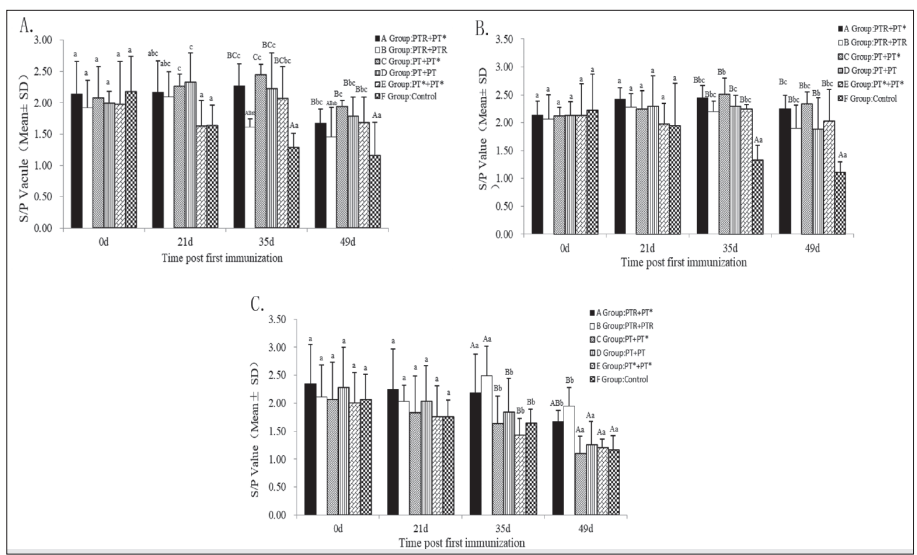 A.
S/P Vacule (Mean± SD)
3.00
2.50
2.00
1.50
1.00
0.50
0.00
a a a a a a
abc abc c c a a
BCc ABab Cc BCc BCbc Aa
Bbc Bc Bbc Bbc Aa
0d 21d 35d 49d
Time post first immunization
A Group:PTR+PT*
B Group:PTR+PTR
C Group:PT+PT*
D Group:PT+PT
E Group:PT*+PT*
F Group:Control
B.
S/P Value (Mean± SD
)
3.50
3.00
2.50
2.00
1.50
1.00
0.50
0.00
a a a a a a
a a a a a a
Bbc Bbc Bb Bbc Bbc Aa
Bc Bbc Bbc Bb Bbc Aa
0d 21d 35d 49d
Time post first immunization
A Group:PTR+PT*
B Group:PTR+PTR
C Group:PT+PT*
D Group:PT+PT
E Group:PT*+PT*
F Group:Control
C.
S/P Value (Mean± SD)
3.50
3.00
2.50
2.00
1.50
1.00
0.50
0.00
a a a a a a
a a a a a a
Aa Aa Bb Bb Bb Bb
ABb Bb Aa Aa Aa Aa
0d 21d 35d 49d
Time post first immunization
A Group:PTR+PT*
B Group:PTR+PTR
C Group:PT+PT*
D Group:PT+PT
E Group:PT*+PT*
F Group:Control